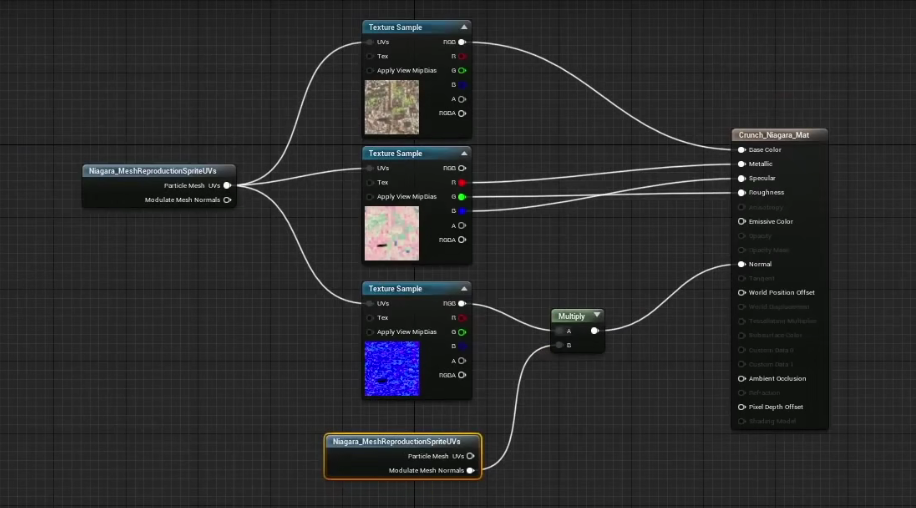 Texture Sample
UVs RGB
Tex R
Apply View MipBias G
B
A
RGBA
Niagara_MeshReproductionSpriteUVs
Particle Mesh UVs
Modulate Mesh Normals
Texture Sample
UVs RGB
Tex R
Apply View MipBias G
B
A
RGBA
Texture Sample
UVs RGB
Tex R
Apply View MipBias G
B
A
RGBA
Multiply
A
B
Niagara_MeshReproductionSpriteUVs
Particle Mesh UVs
Modulate Mesh Normals
Crunch_Niagara_Mat
Base Color
Metallic
Specular
Roughness
Anisotropy
Emissive Color
Opacity
Opacity Mask
Normal
Tangent
World Position Offset
World Displacement
Tessellation Multiplier
Subsurface Color
Custom Data 0
Custom Data 1
Ambient Occlusion
Refraction
Pixel Depth Offset
Shading Model